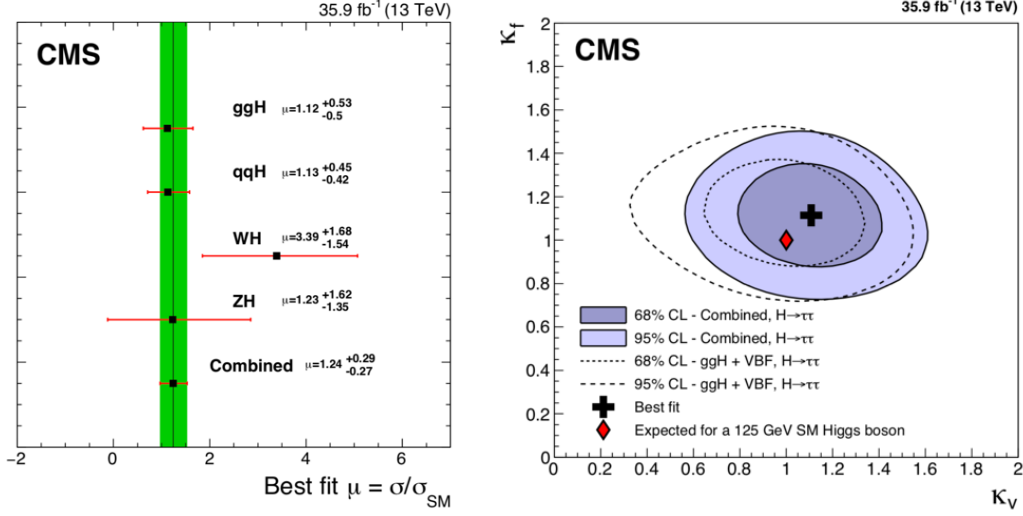 35.9 fb⁻¹ (13 TeV)
CMS
ggH μ=1.12 +0.53 -0.5
qqH μ=1.13 +0.45 -0.42
WH μ=3.39 +1.68 -1.54
ZH μ=1.23 +1.62 -1.35
Combined μ=1.24 +0.29 -0.27
−2 0 2 4 6
Best fit μ = σ/σSM
35.9 fb⁻¹ (13 TeV)
κf
CMS
2
1.8
1.6
1.4
1.2
1
0.8
0.6
0.4
0.2
0
68% CL - Combined, H→ττ
95% CL - Combined, H→ττ
68% CL - ggH + VBF, H→ττ
95% CL - ggH + VBF, H→ττ
Best fit
Expected for a 125 GeV SM Higgs boson
0 0.2 0.4 0.6 0.8 1 1.2 1.4 1.6 1.8 2
κV